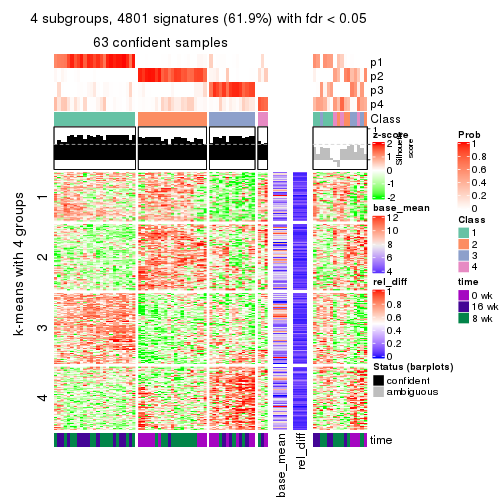 4 subgroups, 4801 signatures (61.9%) with fdr < 0.05
63 confident samples
p1
p2
p3
p4
Class
Silhouette score
1
k-means with 4 groups
1
2
3
4
time
base_mean
rel_diff
z-score
2
1
0
-1
-2
base_mean
12
10
8
6
4
rel_diff
1
0.8
0.6
0.4
0.2
0
Status (barplots)
confident
ambiguous
Prob
1
0.8
0.6
0.4
0.2
0
Class
1
2
3
4
time
0 wk
16 wk
8 wk